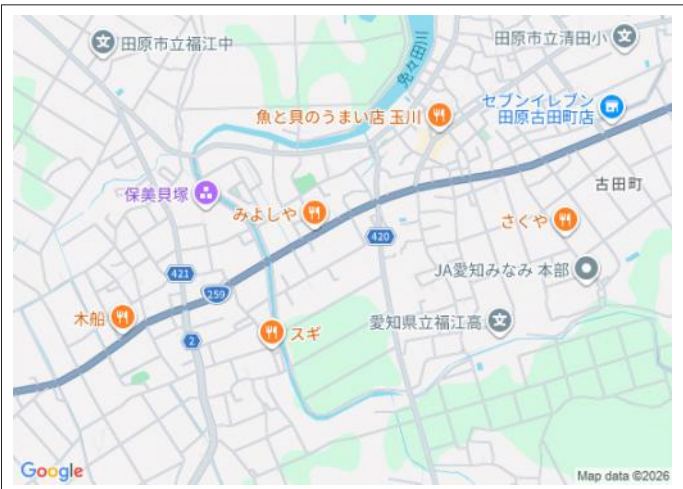 田原市立福江中
田原市立清田小
免々田川
魚と貝のうまい店 玉川
セブンイレブン
田原古田町店
保美貝塚
みよしや
古田町
さくや
420
JA愛知みなみ 本部
421
259
木船
スギ
愛知県立福江高
2
Google
Map data ©2026